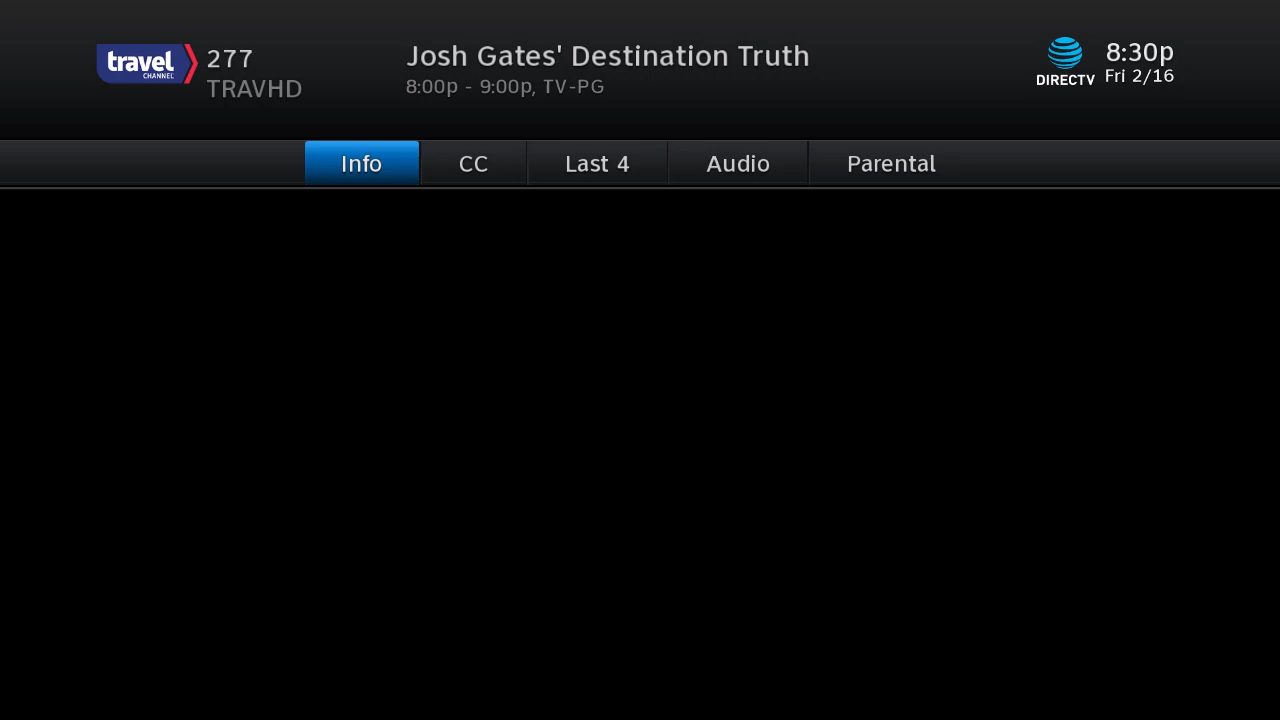 travel
CHANNEL
277
TRAVHD
Josh Gates' Destination Truth
8:00p - 9:00p, TV-PG
DIRECTV
8:30p
Fri 2/16
Info
CC
Last 4
Audio
Parental